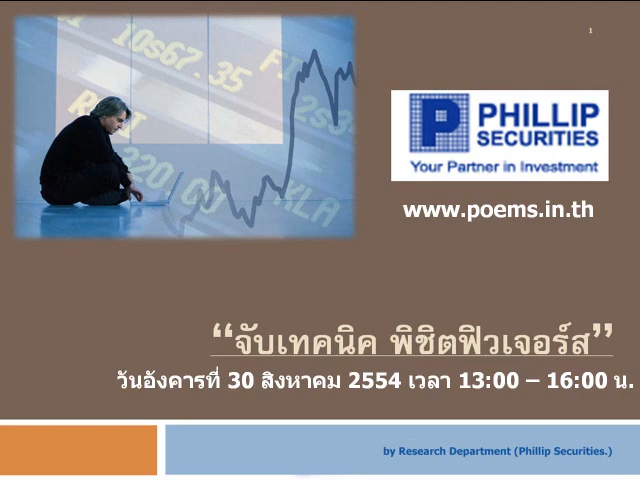 1
10s67.35
PHILLIP
SECURITIES
Your Partner in Investment
www.poems.in.th
“จับเทคนิค พิชิตฟิวเจอร์ส”
วันอังคารที่ 30 สิงหาคม 2554 เวลา 13:00 – 16:00 น.
by Research Department (Phillip Securities.)